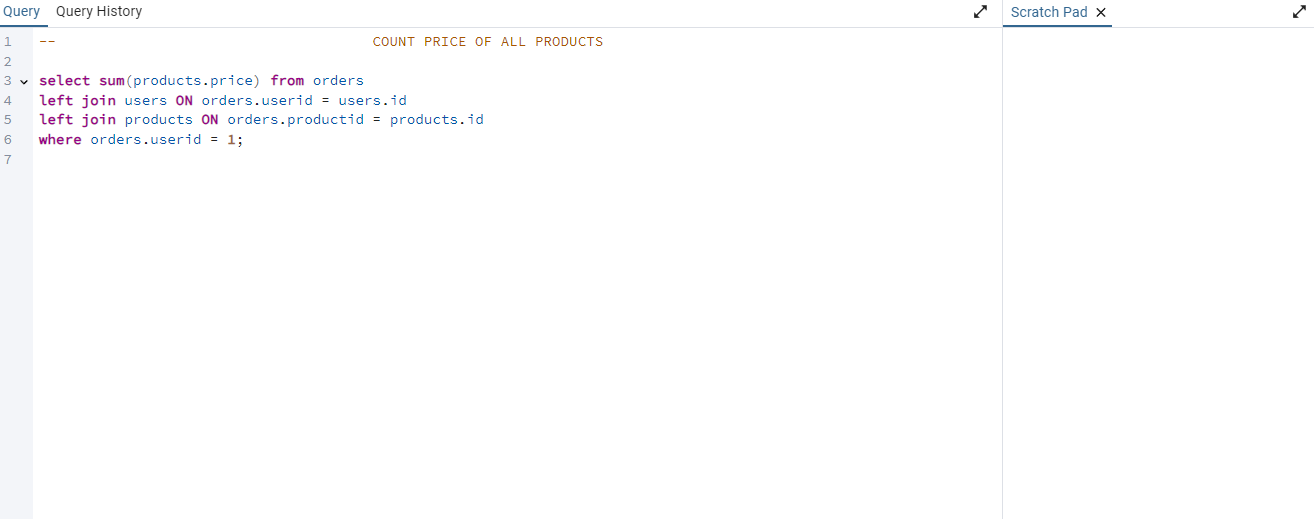 Query Query History
Scratch Pad ×
1 -- COUNT PRICE OF ALL PRODUCTS
2
3 select sum(products.price) from orders
4 left join users ON orders.userid = users.id
5 left join products ON orders.productid = products.id
6 where orders.userid = 1;
7